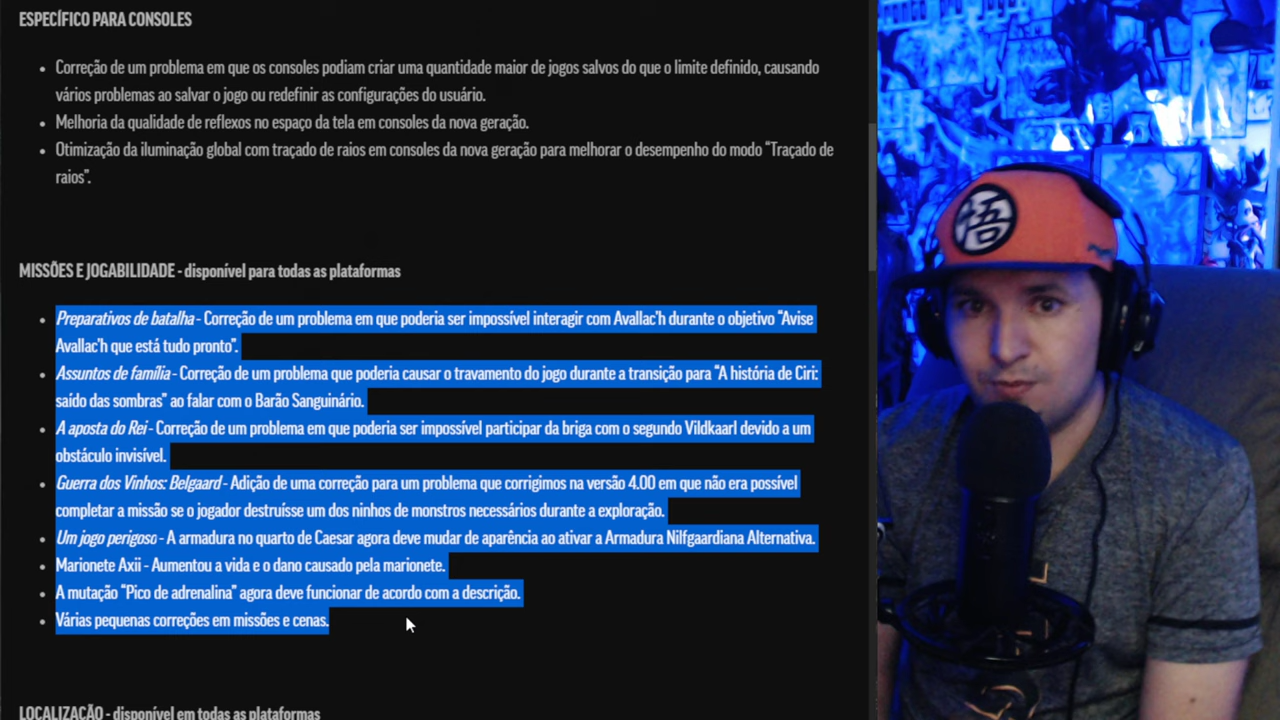 ESPECÍFICO PARA CONSOLES
• Correção de um problema em que os consoles podiam criar uma quantidade maior de jogos salvos do que o limite definido, causando
vários problemas ao salvar o jogo ou redefinir as configurações do usuário.
• Melhoria da qualidade de reflexos no espaço da tela em consoles da nova geração.
• Otimização da iluminação global com traçado de raios em consoles da nova geração para melhorar o desempenho do modo “Traçado de
raios”.
MISSÕES E JOGABILIDADE - disponível para todas as plataformas
• Preparativos de batalha - Correção de um problema em que poderia ser impossível interagir com Avallac'h durante o objetivo “Avise
Avallac'h que está tudo pronto”.
• Assuntos de família - Correção de um problema que poderia causar o travamento do jogo durante a transição para “A história de Ciri:
saído das sombras” ao falar com o Barão Sanguinário.
• A aposta do Rei - Correção de um problema em que poderia ser impossível participar da briga com o segundo Vildkaarl devido a um
obstáculo invisível.
• Guerra dos Vinhos: Belgaard - Adição de uma correção para um problema que corrigimos na versão 4.00 em que não era possível
completar a missão se o jogador destruísse um dos ninhos de monstros necessários durante a exploração.
• Um jogo perigoso - A armadura no quarto de Caesar agora deve mudar de aparência ao ativar a Armadura Nilfgaardiana Alternativa.
• Marionete Axii - Aumentou a vida e o dano causado pela marionete.
• A mutação “Pico de adrenalina” agora deve funcionar de acordo com a descrição.
• Várias pequenas correções em missões e cenas.
LOCALIZAÇÃO - disponível em todas as plataformas
悟